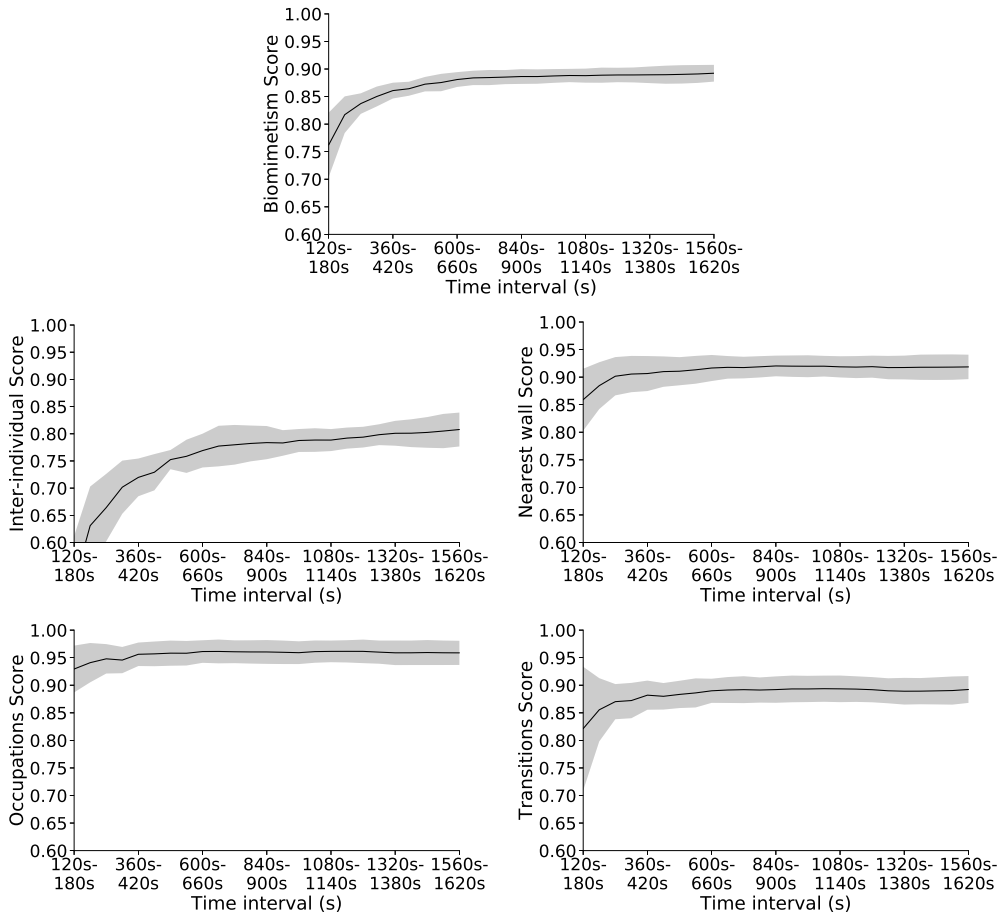 1.00
0.95
0.90
0.85
0.80
0.75
0.70
0.65
0.60
Biomimetism Score
120s- 360s- 600s- 840s- 1080s- 1320s- 1560s-
180s 420s 660s 900s 1140s 1380s 1620s
Time interval (s)
1.00
0.95
0.90
0.85
0.80
0.75
0.70
0.65
0.60
Inter-individual Score
120s- 360s- 600s- 840s- 1080s- 1320s- 1560s-
180s 420s 660s 900s 1140s 1380s 1620s
Time interval (s)
1.00
0.95
0.90
0.85
0.80
0.75
0.70
0.65
0.60
Nearest wall Score
120s- 360s- 600s- 840s- 1080s- 1320s- 1560s-
180s 420s 660s 900s 1140s 1380s 1620s
Time interval (s)
1.00
0.95
0.90
0.85
0.80
0.75
0.70
0.65
0.60
Occupations Score
120s- 360s- 600s- 840s- 1080s- 1320s- 1560s-
180s 420s 660s 900s 1140s 1380s 1620s
Time interval (s)
1.00
0.95
0.90
0.85
0.80
0.75
0.70
0.65
0.60
Transitions Score
120s- 360s- 600s- 840s- 1080s- 1320s- 1560s-
180s 420s 660s 900s 1140s 1380s 1620s
Time interval (s)